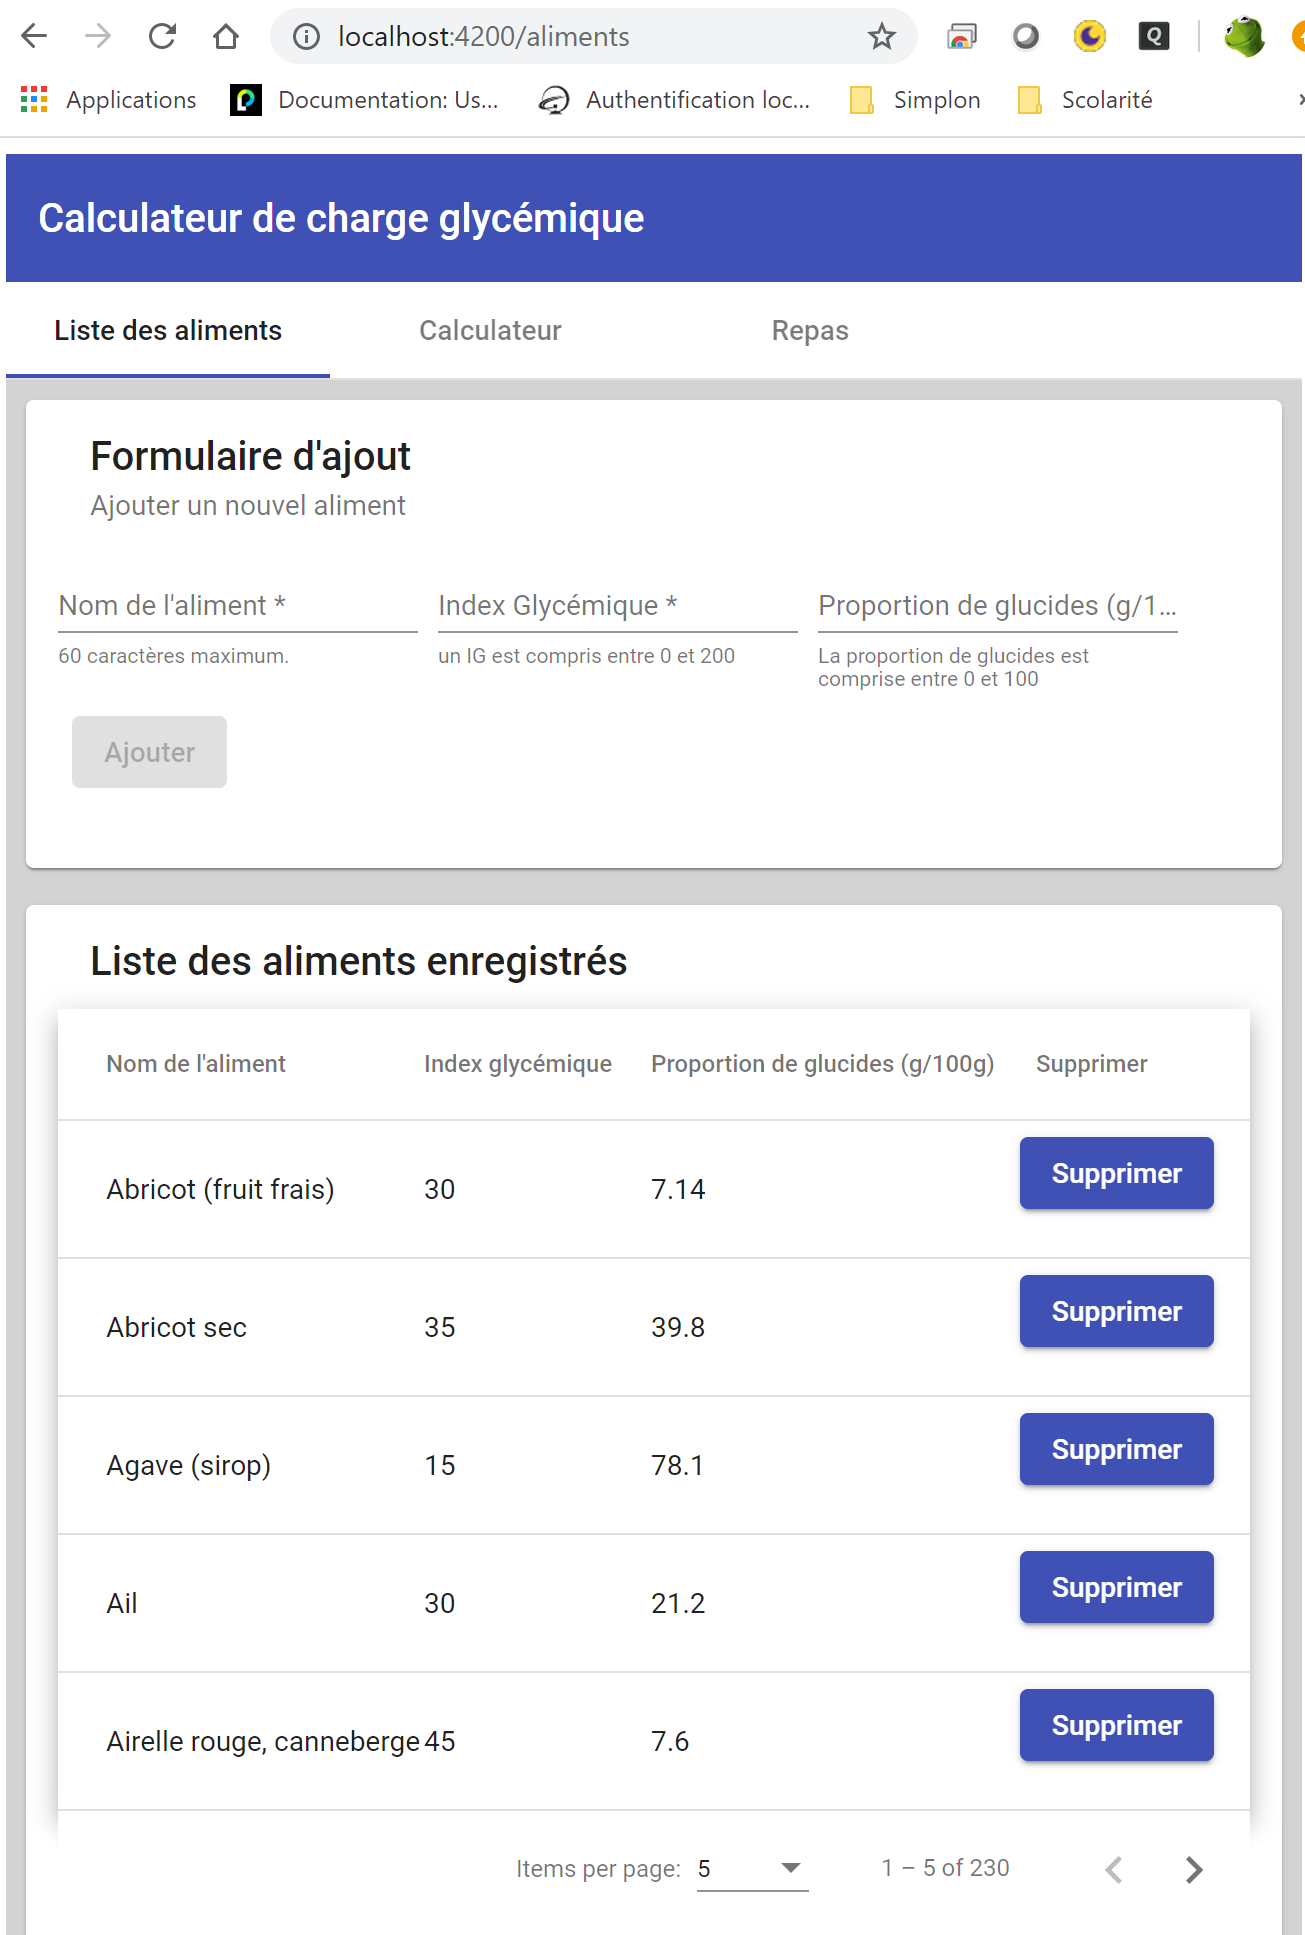 localhost:4200/aliments
Q
Applications
Documentation: Us...
Authentification loc...
Simplon
Scolarité
Calculateur de charge glycémique
Liste des aliments
Calculateur
Repas
Formulaire d'ajout
Ajouter un nouvel aliment
Nom de l'aliment *
Index Glycémique *
Proportion de glucides (g/1...
60 caractères maximum.
un IG est compris entre 0 et 200
La proportion de glucides est
comprise entre 0 et 100
Ajouter
Liste des aliments enregistrés
Nom de l'aliment Index glycémique Proportion de glucides (g/100g) Supprimer
Abricot (fruit frais) 30 7.14 Supprimer
Abricot sec 35 39.8 Supprimer
Agave (sirop) 15 78.1 Supprimer
Ail 30 21.2 Supprimer
Airelle rouge, canneberge 45 7.6 Supprimer
Items per page: 5 1 – 5 of 230